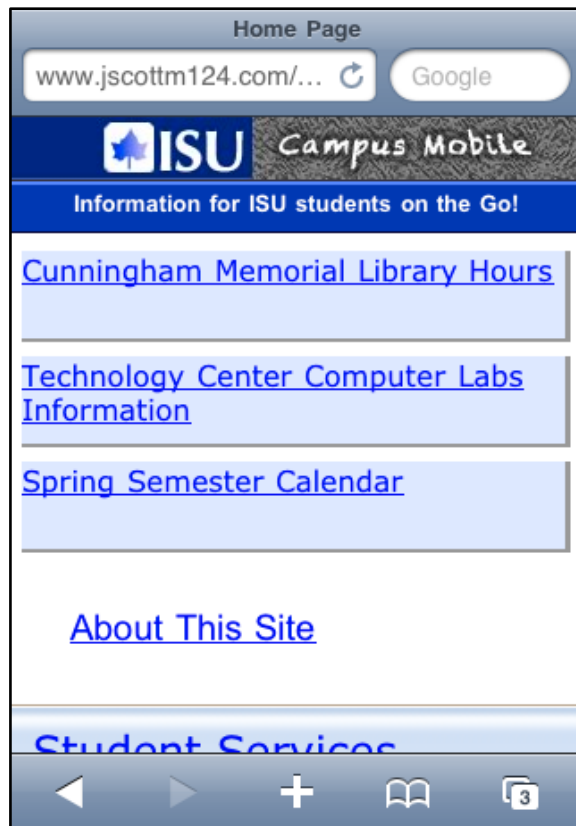 Home Page
www.jscottm124.com/... Google
ISU Campus Mobile
Information for ISU students on the Go!
Cunningham Memorial Library Hours
Technology Center Computer Labs
Information
Spring Semester Calendar
About This Site
Student Services
3